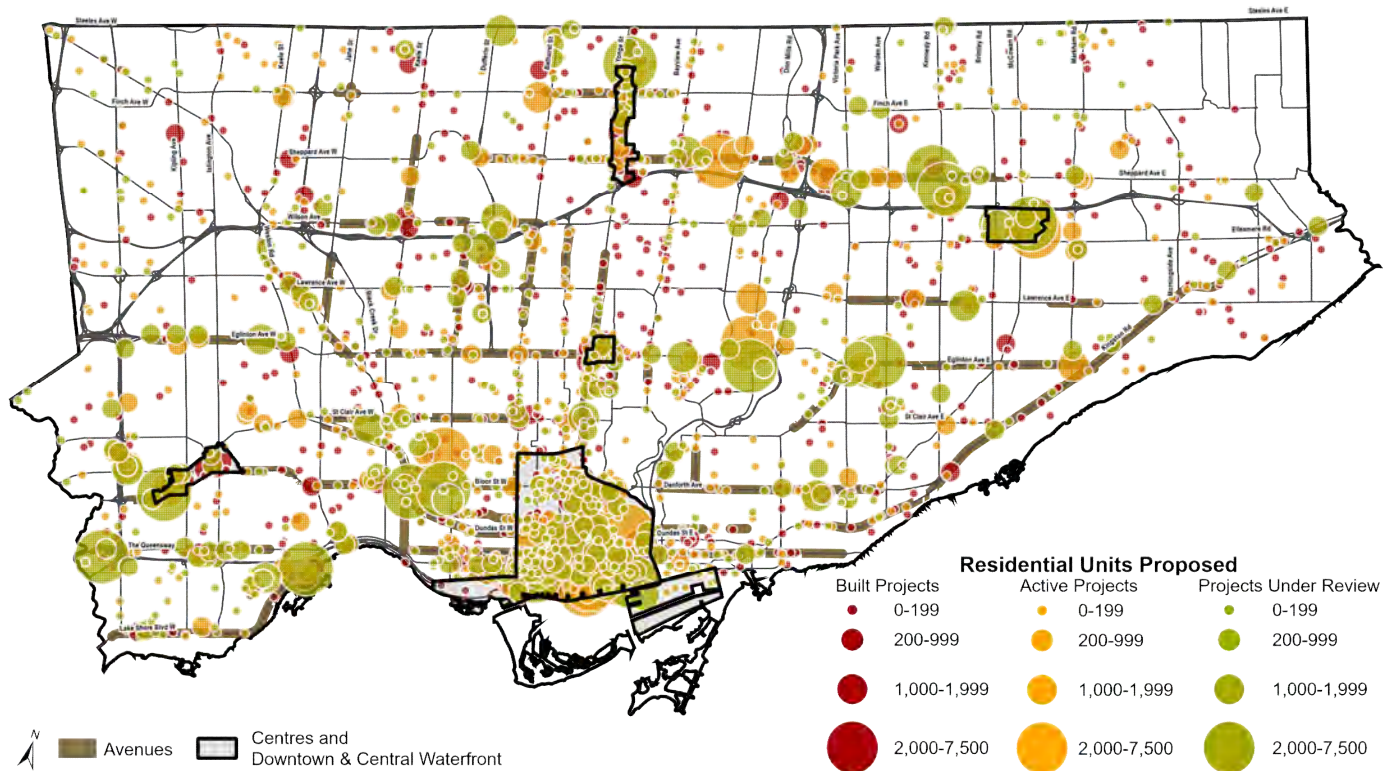 Steeles Ave W
Steeles Ave E
Keele St
Jane St
Keele St
Dufferin St
Bathurst St
Yonge St
Bayview Ave
Don Mills Rd
Victoria Park Ave
Warden Ave
Kennedy Rd
Brimley Rd
McCowan Rd
Markham Rd
Finch Ave W
Finch Ave E
Kipling Ave
Islington Ave
Sheppard Ave W
Sheppard Ave E
Wilson Ave
Ellesmere Rd
Morningside Ave
Lawrence Ave W
Lawrence Ave E
Black Creek Dr
Kingston Rd
Eglinton Ave W
Eglinton Ave E
St Clair Ave W
St Clair Ave E
Bloor St W
Danforth Ave
Dundas St W
Dundas St E
The Queensway
Lake Shore Blvd W
Residential Units Proposed
Built Projects
Active Projects
Projects Under Review
0-199
0-199
0-199
200-999
200-999
200-999
1,000-1,999
1,000-1,999
1,000-1,999
2,000-7,500
2,000-7,500
2,000-7,500
N
Avenues
Centres and
Downtown & Central Waterfront